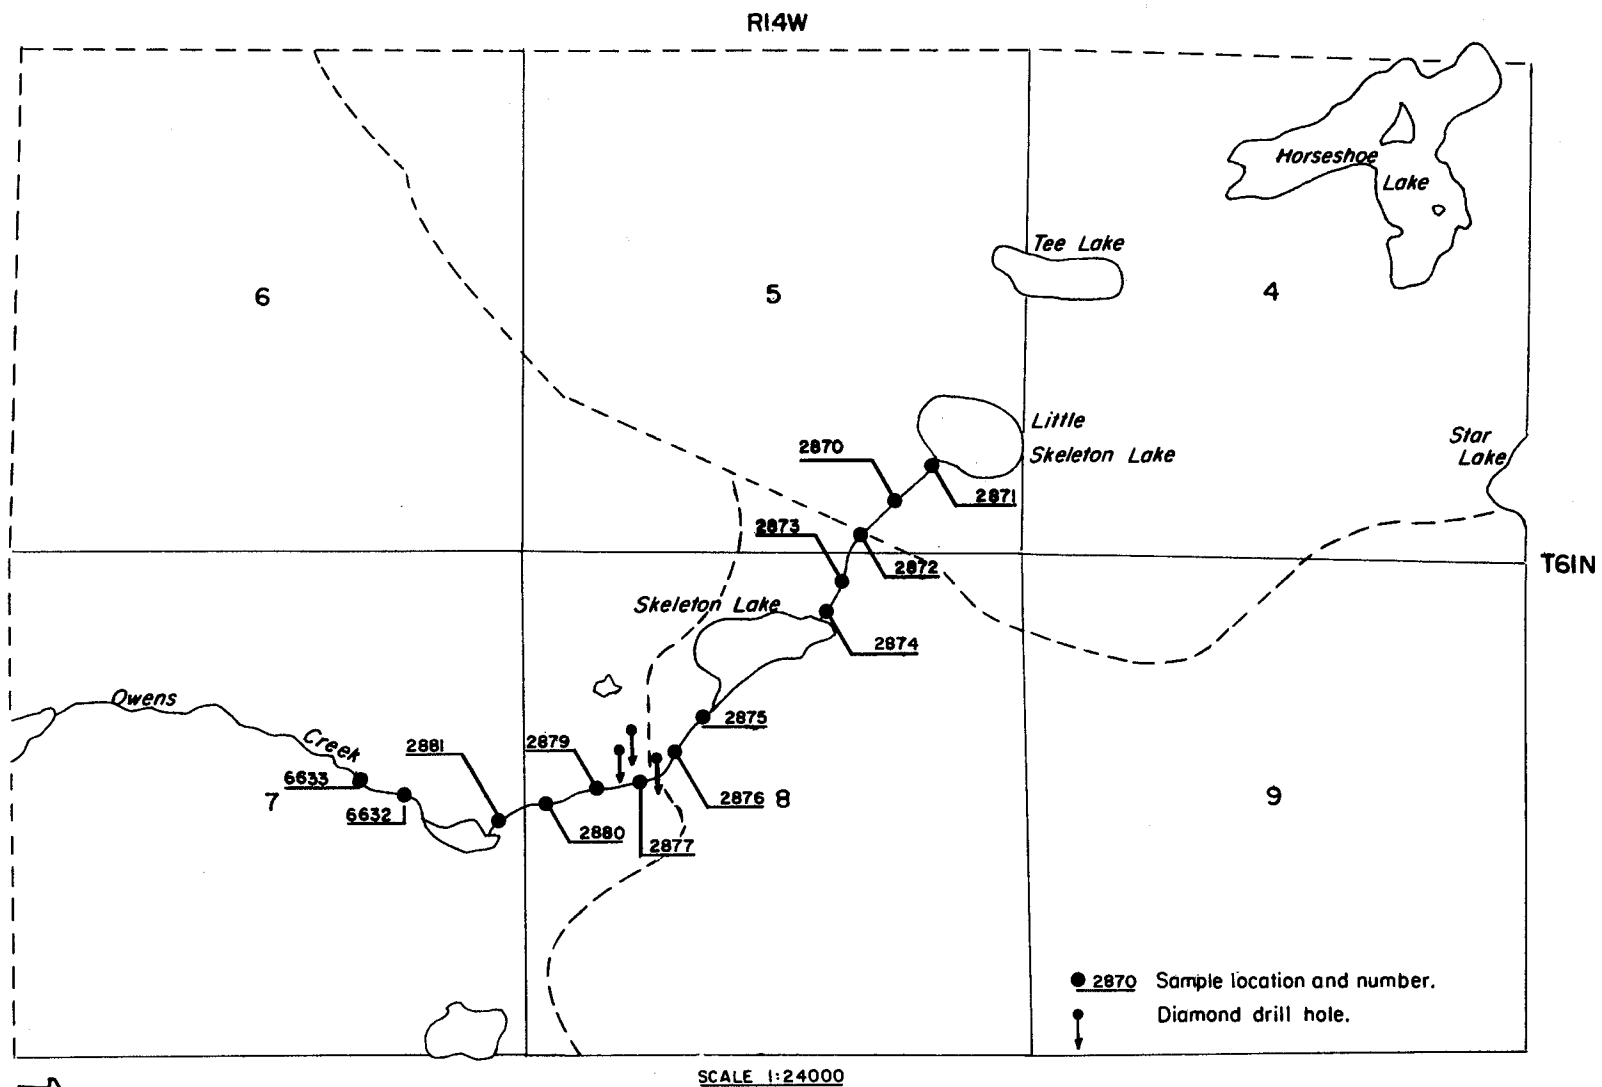 R14W
Horseshoe
Lake
Tee Lake
6
5
4
Little
Skeleton Lake
Star
Lake
2870
2871
2873
2872
T61N
Skeleton Lake
2874
Owens
Creek
2875
2881
2879
6633
7
6632
2876
8
9
2880
2877
2870 Sample location and number.
Diamond drill hole.
SCALE 1:24000